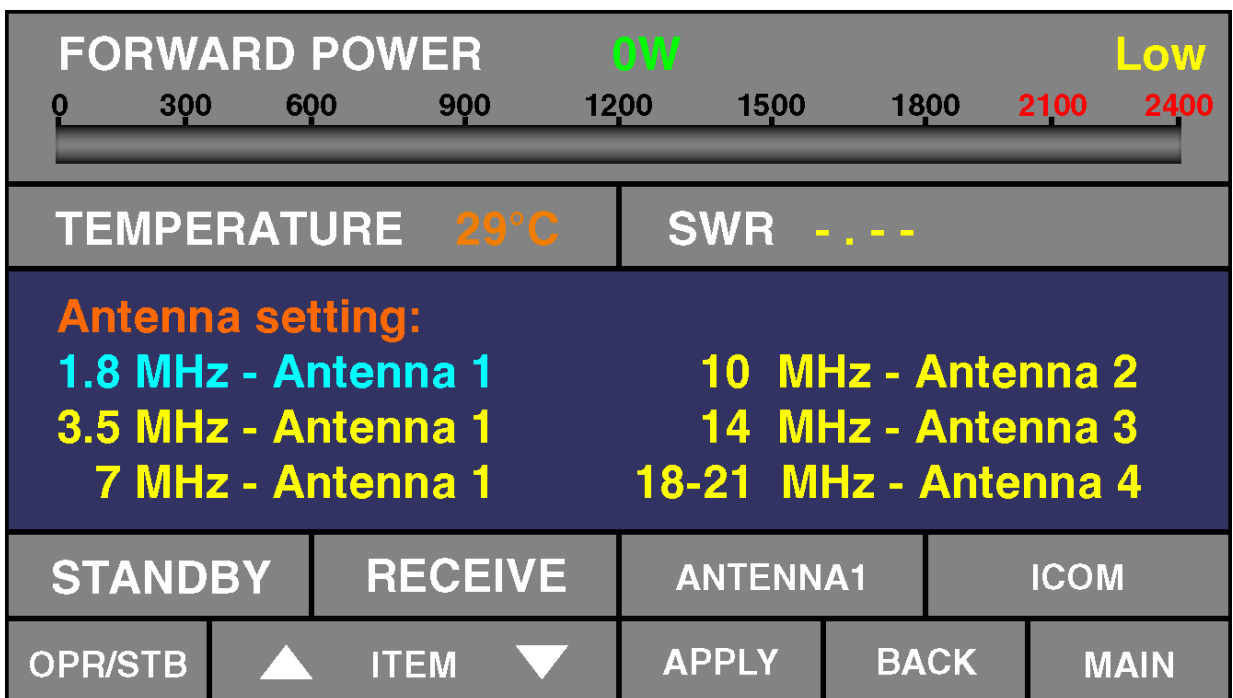 FORWARD POWER 0W Low
0 300 600 900 1200 1500 1800 2100 2400
TEMPERATURE 29°C SWR -.--
Antenna setting:
1.8 MHz - Antenna 1 10 MHz - Antenna 2
3.5 MHz - Antenna 1 14 MHz - Antenna 3
7 MHz - Antenna 1 18-21 MHz - Antenna 4
STANDBY RECEIVE ANTENNA1 ICOM
OPR/STB ▲ ITEM ▼ APPLY BACK MAIN